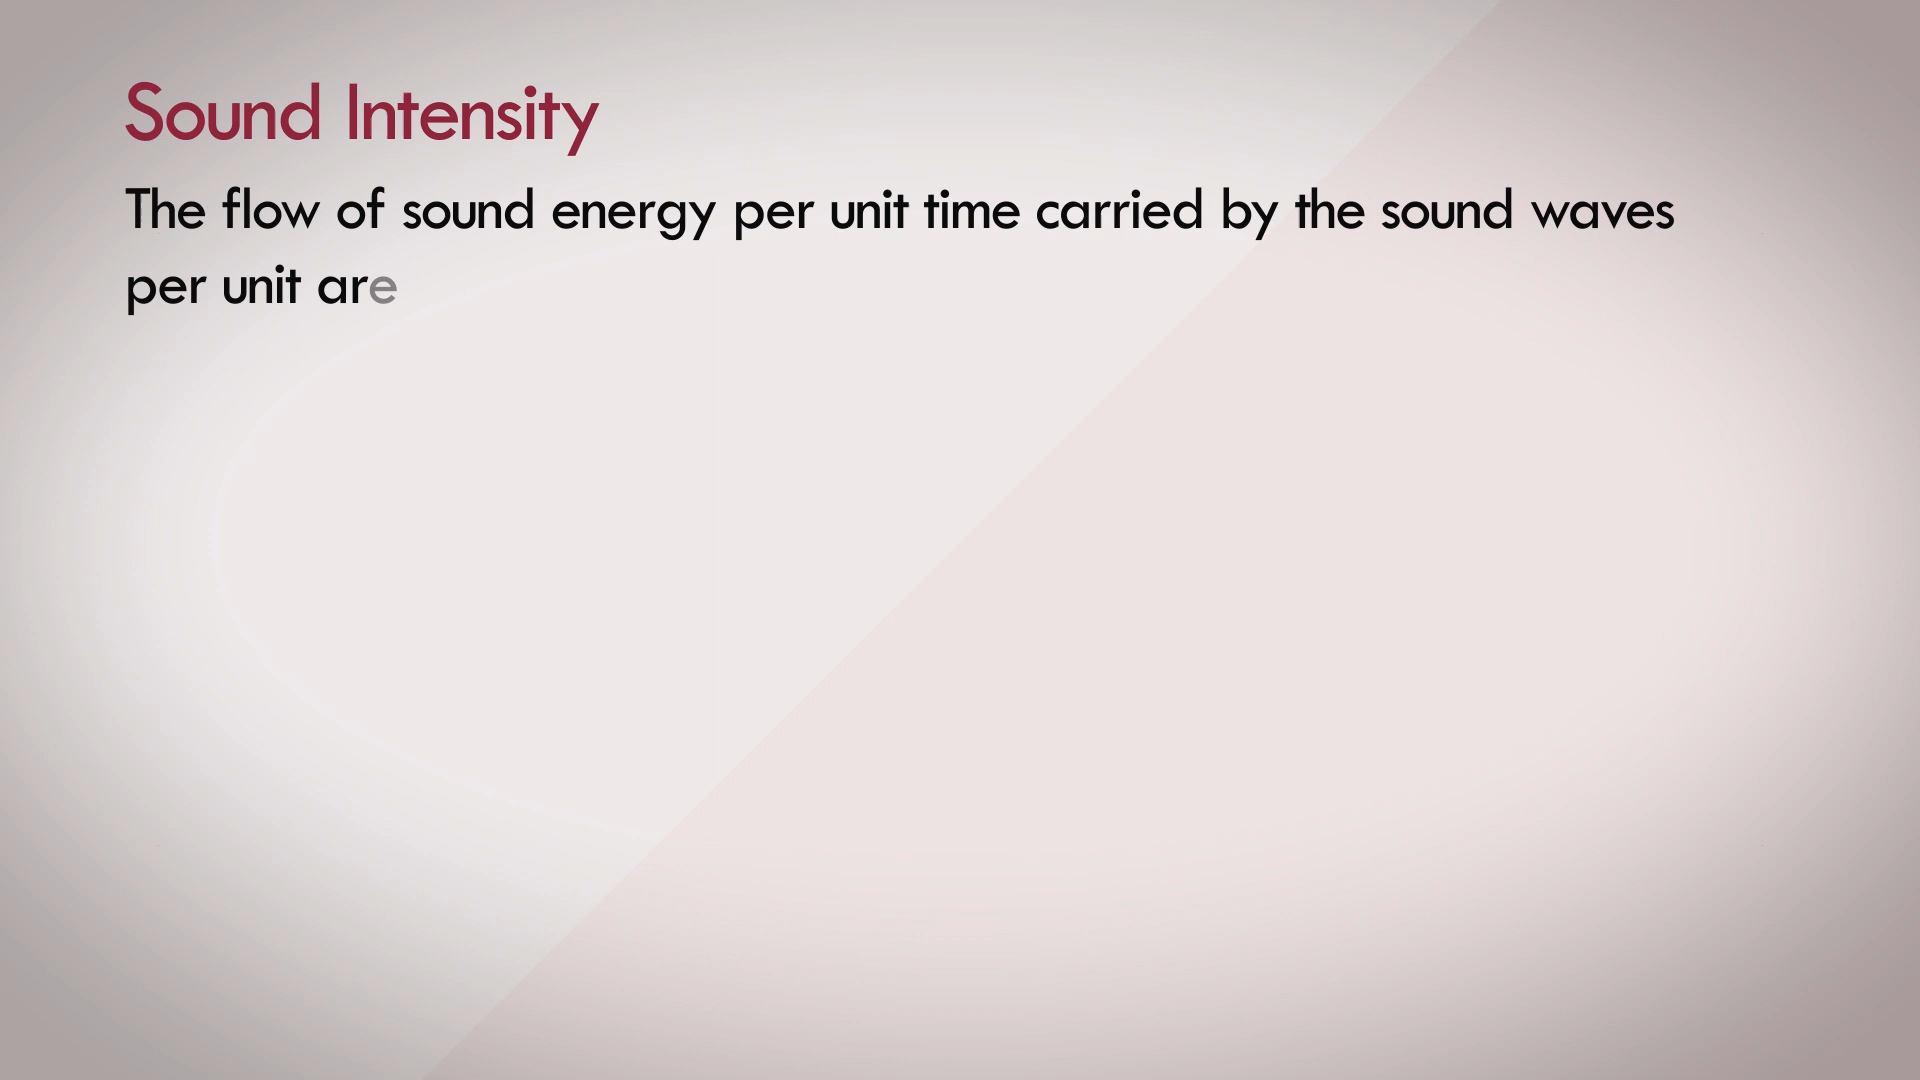 Sound Intensity
The flow of sound energy per unit time carried by the sound waves
per unit are